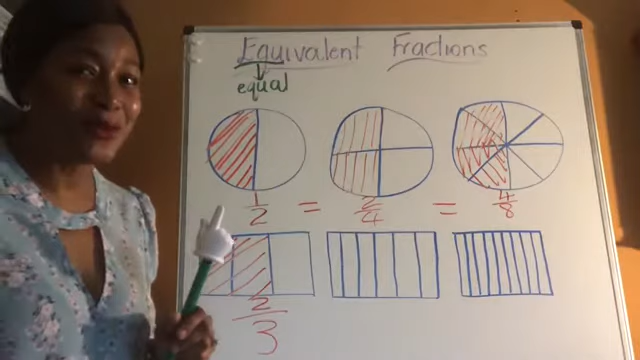 Equivalent Fractions
equal
1/2 = 2/4 = 4/8
2/3